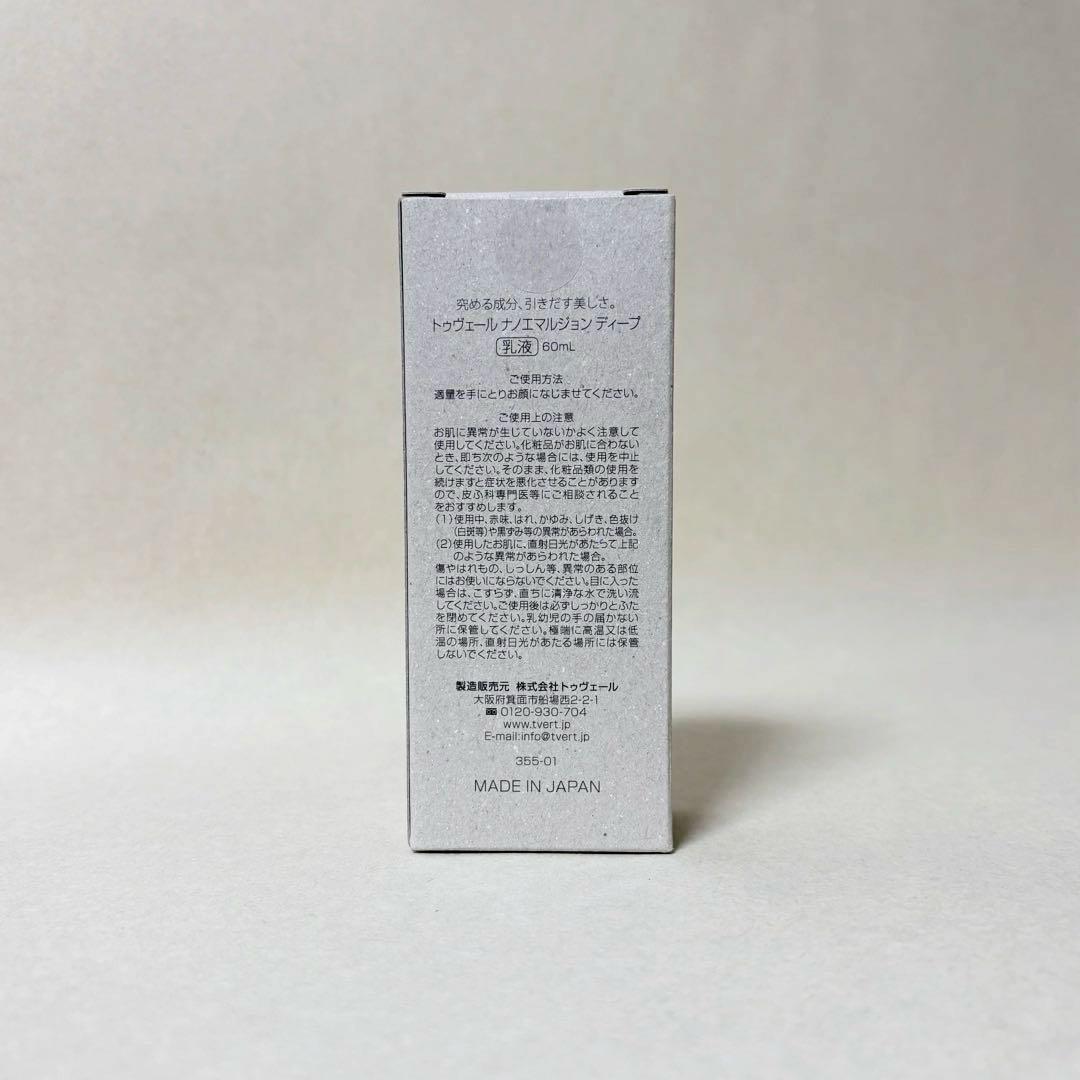 究める成分、引きだす美しさ。
トゥヴェール ナノエマルジョン ディープ
乳液 60mL
ご使用方法
適量を手にとりお顔になじませてください。
ご使用上の注意
お肌に異常が生じていないかよく注意して
使用してください。化粧品がお肌に合わない
とき、即ち次のような場合には、使用を中止
してください。そのまま、化粧品類の使用を
続けますと症状を悪化させることがあります
ので、皮ふ科専門医等にご相談されること
をおすすめします。
(1)使用中、赤味、はれ、かゆみ、しげき、色抜け
(白斑等)や黒ずみ等の異常があらわれた場合。
(2)使用したお肌に、直射日光があたって上記
のような異常があらわれた場合。
傷やはれもの、しっしん等、異常のある部位
にはお使いにならないでください。目に入った
場合は、こすらず、直ちに清浄な水で洗い流
してください。ご使用後は必ずしっかりとふた
を閉めてください。乳幼児の手の届かない
所に保管してください。極端に高温又は低
温の場所、直射日光があたる場所には保管
しないでください。
製造販売元 株式会社トゥヴェール
大阪府箕面市船場西2-2-1
0120-930-704
www.tvert.jp
E-mail:info@tvert.jp
355-01
MADE IN JAPAN